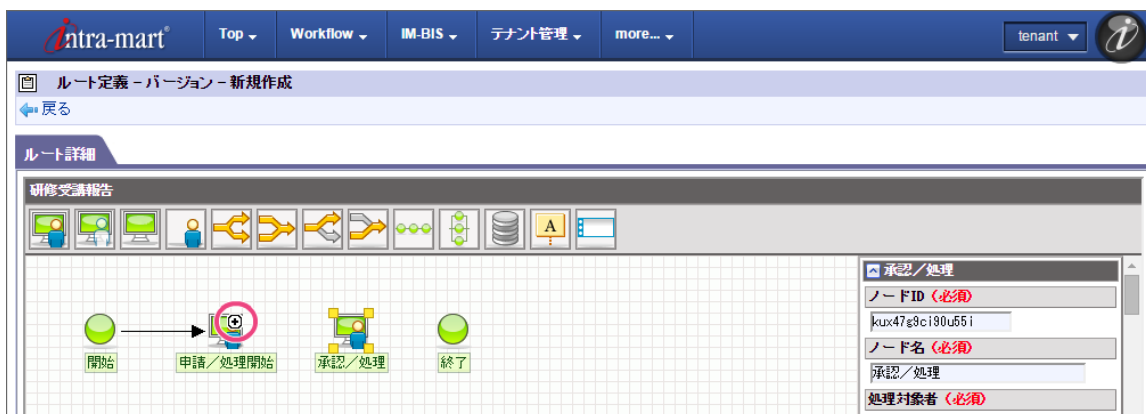 intra-mart
Top Workflow IM-BIS テナント管理 more... tenant
ルート定義 - バージョン - 新規作成
戻る
ルート詳細
研修受講報告
A
承認／処理
ノードID（必須）
kux47g9ci90u55i
ノード名（必須）
承認／処理
処理対象者（必須）
開始 申請／処理開始 承認／処理 終了